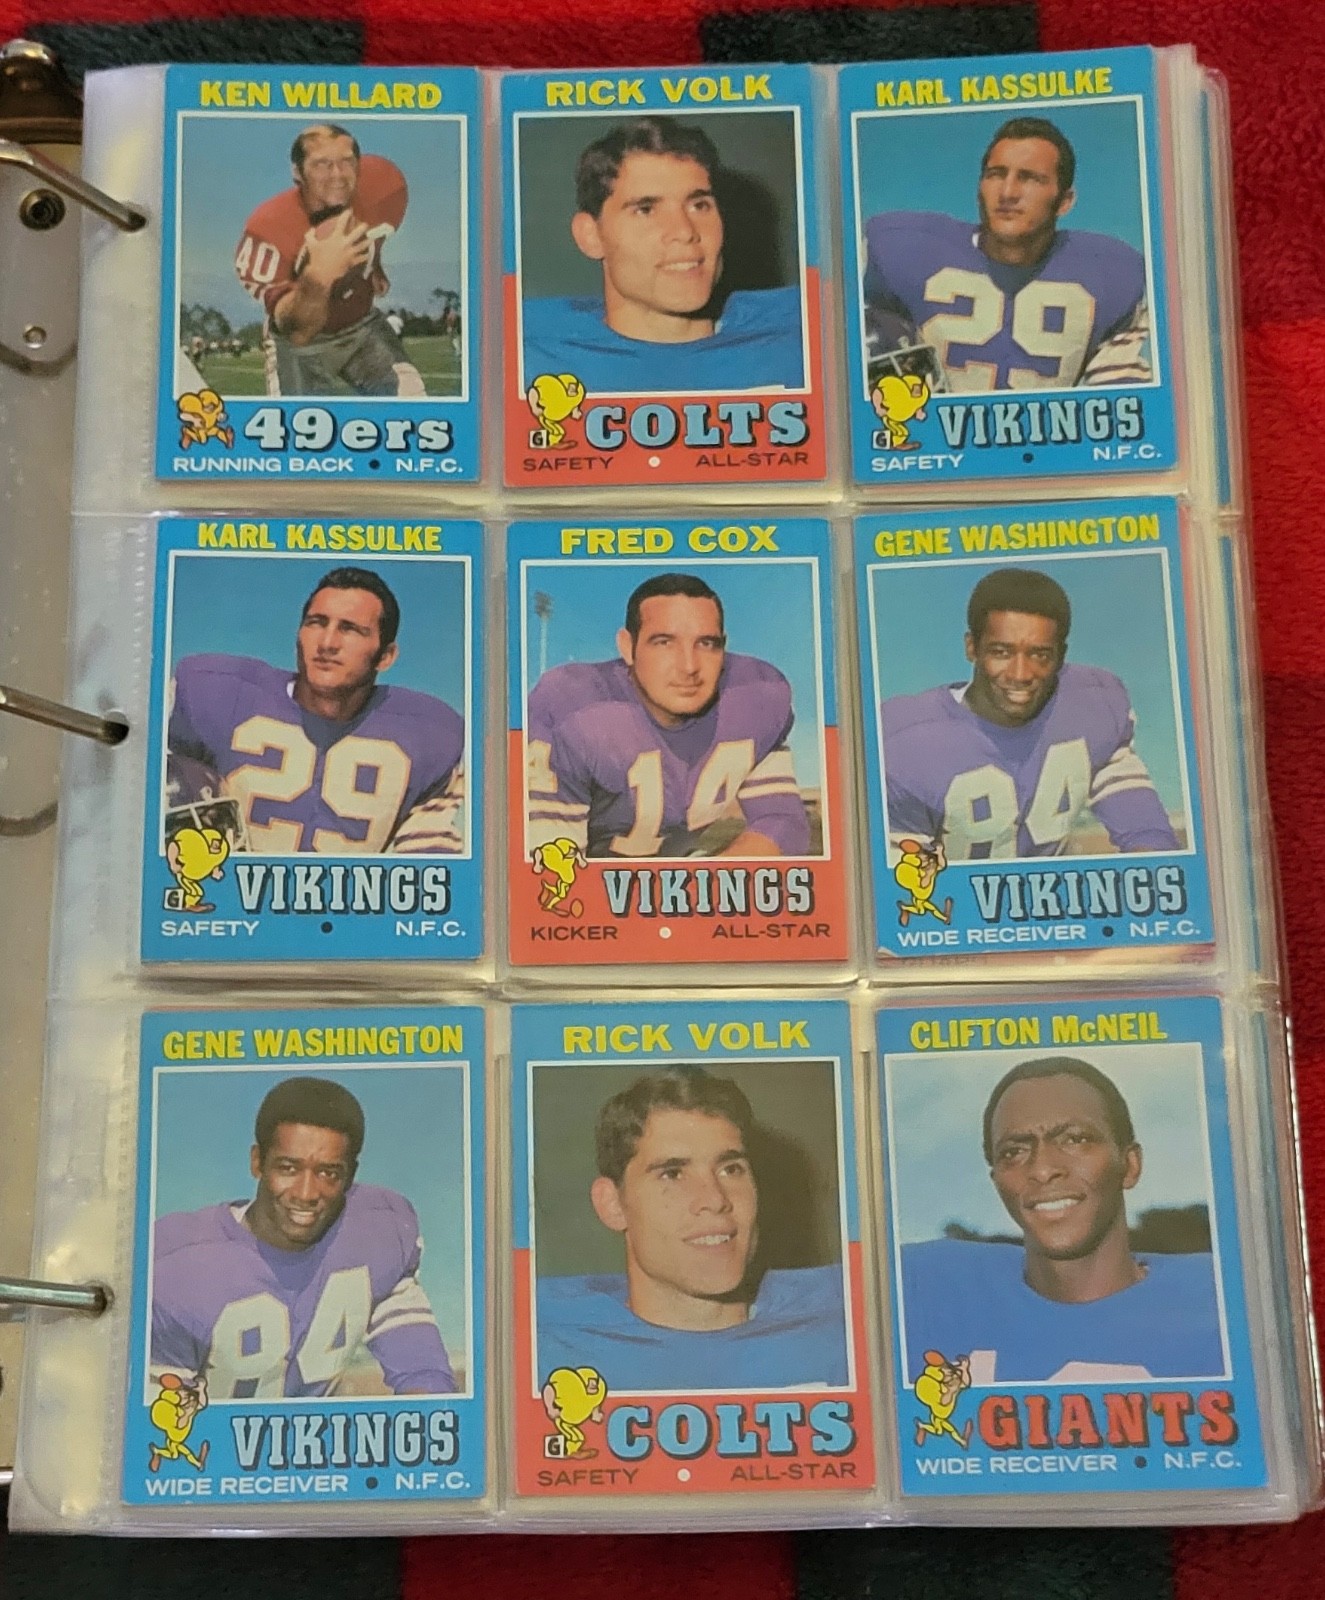 KEN WILLARD
40
49ers
RUNNING BACK • N.F.C.
RICK VOLK
G
COLTS
SAFETY • ALL-STAR
KARL KASSULKE
29
G
VIKINGS
SAFETY • N.F.C.
KARL KASSULKE
29
G
VIKINGS
SAFETY • N.F.C.
FRED COX
14
VIKINGS
KICKER • ALL-STAR
GENE WASHINGTON
84
VIKINGS
WIDE RECEIVER • N.F.C.
GENE WASHINGTON
84
VIKINGS
WIDE RECEIVER • N.F.C.
RICK VOLK
G
COLTS
SAFETY • ALL-STAR
CLIFTON McNEIL
GIANTS
WIDE RECEIVER • N.F.C.